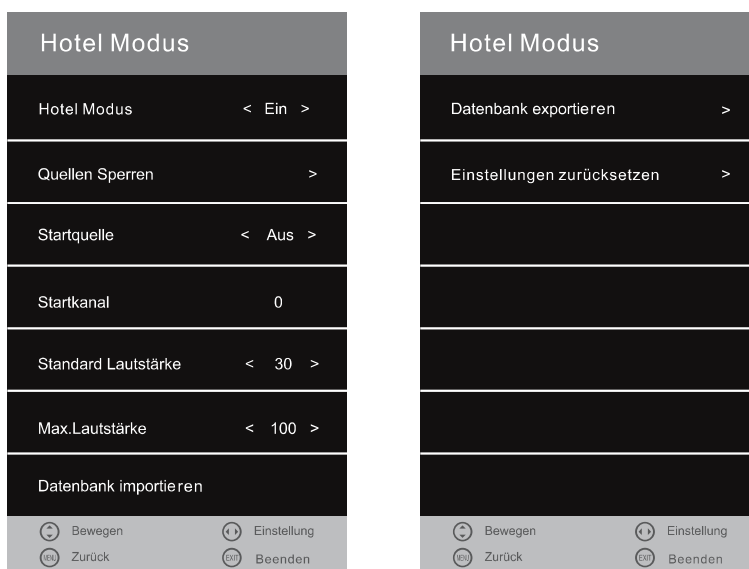 Hotel Modus
Hotel Modus < Ein >
Quellen Sperren >
Startquelle < Aus >
Startkanal 0
Standard Lautstärke < 30 >
Max.Lautstärke < 100 >
Datenbank importieren
Bewegen Einstellung
MENU Zurück EXIT Beenden
Hotel Modus
Datenbank exportieren >
Einstellungen zurücksetzen >
Bewegen Einstellung
MENU Zurück EXIT Beenden